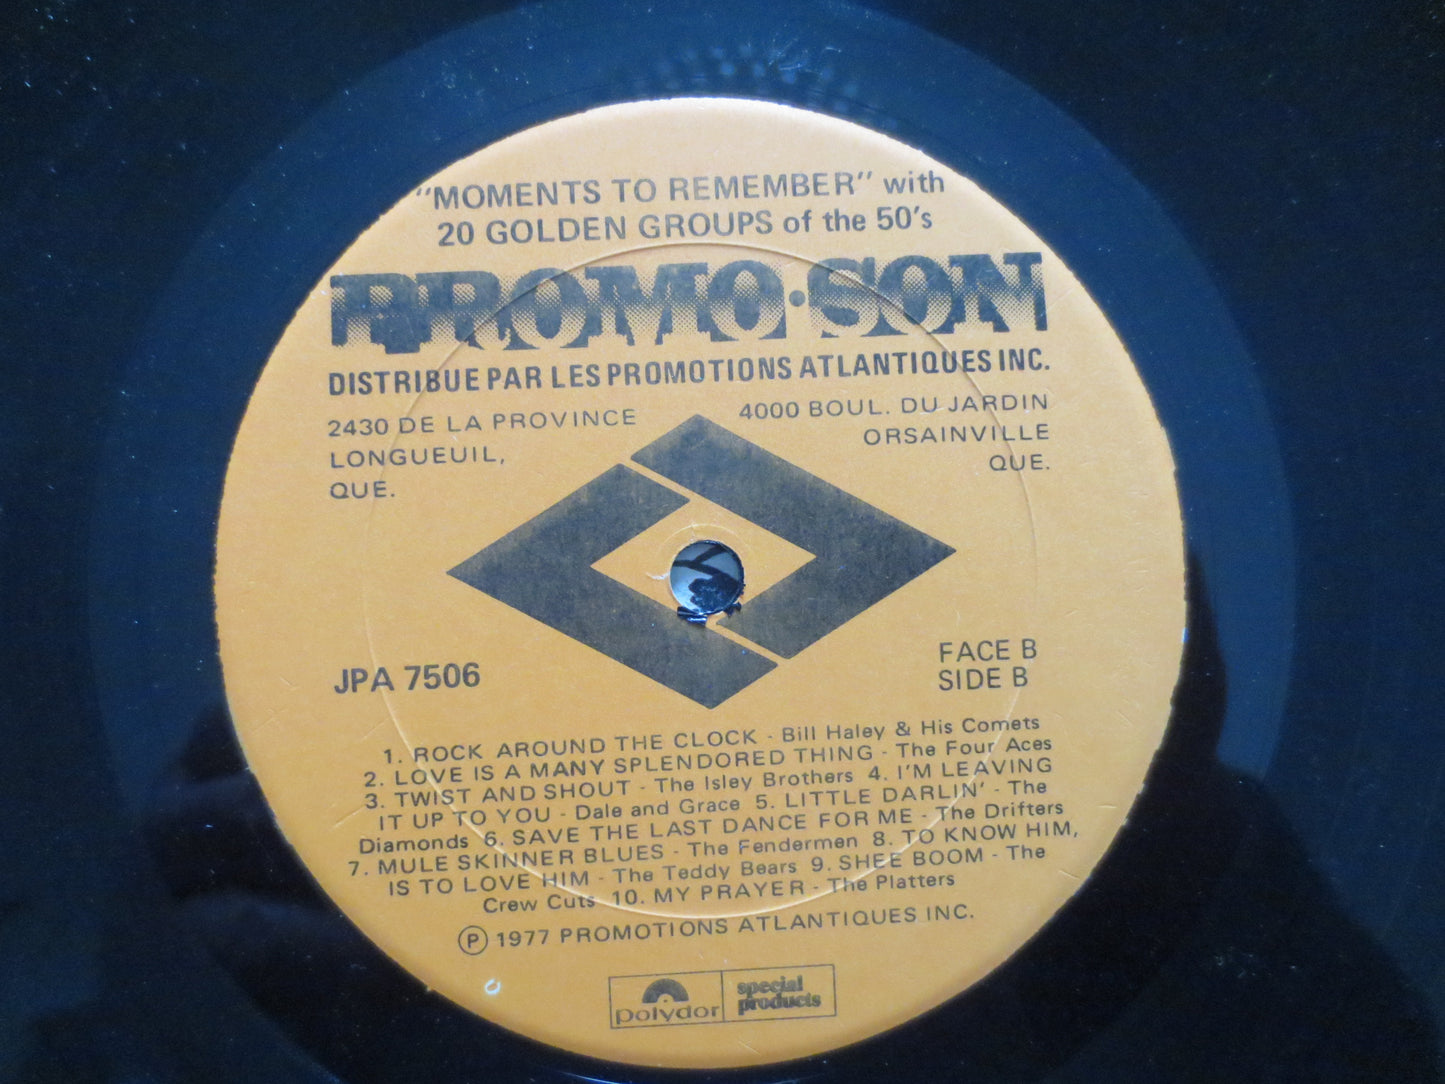 "MOMENTS TO REMEMBER" with
20 GOLDEN GROUPS of the 50's
PROMO·SON
DISTRIBUE PAR LES PROMOTIONS ATLANTIQUES INC.
2430 DE LA PROVINCE
LONGUEUIL,
QUE.
4000 BOUL. DU JARDIN
ORSAINVILLE
QUE.
JPA 7506
FACE B
SIDE B
1. ROCK AROUND THE CLOCK - Bill Haley & His Comets
2. LOVE IS A MANY SPLENDORED THING - The Four Aces
3. TWIST AND SHOUT - The Isley Brothers 4. I'M LEAVING
IT UP TO YOU - Dale and Grace 5. LITTLE DARLIN' - The
Diamonds 6. SAVE THE LAST DANCE FOR ME - The Drifters
7. MULE SKINNER BLUES - The Fendermen 8. TO KNOW HIM,
IS TO LOVE HIM - The Teddy Bears 9. SHEE BOOM - The
Crew Cuts 10. MY PRAYER - The Platters
Ⓟ 1977 PROMOTIONS ATLANTIQUES INC.
polydor special
products